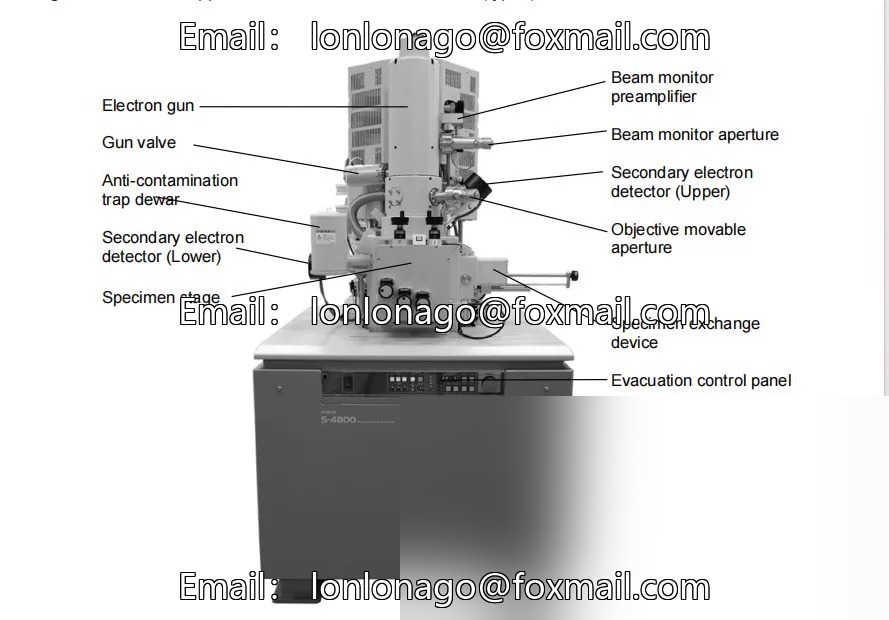 Email： lonlonago@foxmail.com
Electron gun
Gun valve
Anti-contamination
trap dewar
Secondary electron
detector (Lower)
Specimen stage
Beam monitor
preamplifier
Beam monitor aperture
Secondary electron
detector (Upper)
Objective movable
aperture
Email： lonlonago@foxmail.com
Specimen exchange
device
Evacuation control panel
S-4800
Email： lonlonago@foxmail.com